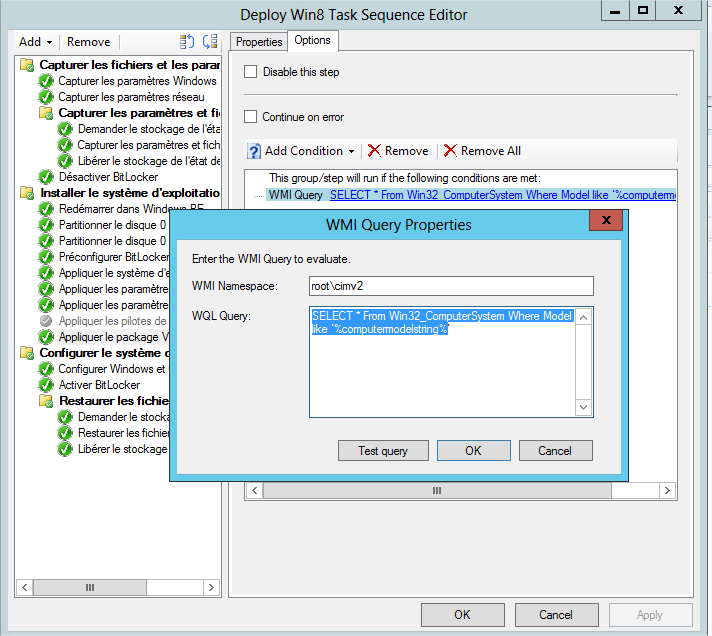 Deploy Win8 Task Sequence Editor
Add
Remove
Capturer les fichiers et les para
Capturer les paramètres Windows
Capturer les paramètres réseau
Capturer les paramètres et fi
Demander le stockage de l'éta
Capturer les paramètres et fich
Libérer le stockage de l'état de
Désactiver BitLocker
Installer le système d'exploitatio
Redémarrer dans Windows PE
Partitionner le disque 0
Partitionner le disque 0
Préconfigurer BitLocker
Appliquer le système d'e
Appliquer les paramètre
Appliquer les paramètre
Appliquer les pilotes de
Appliquer le package V
Configurer le système d
Configurer Windows et
Activer BitLocker
Restaurer les fichie
Demander le stocka
Restaurer les fichier
Libérer le stockage
Properties
Options
Disable this step
Continue on error
Add Condition
Remove
Remove All
This group/step will run if the following conditions are met:
WMI Query SELECT * From Win32_ComputerSystem Where Model like '%computermo
WMI Query Properties
Enter the WMI Query to evaluate.
WMI Namespace:
root\cimv2
WQL Query:
SELECT * From Win32_ComputerSystem Where Model
like '%computermodelstring%'
Test query
OK
Cancel
OK
Cancel
Apply